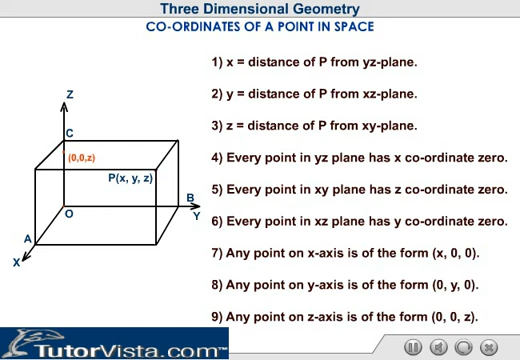 Three Dimensional Geometry
CO-ORDINATES OF A POINT IN SPACE
1) x = distance of P from yz-plane.
2) y = distance of P from xz-plane.
3) z = distance of P from xy-plane.
4) Every point in yz plane has x co-ordinate zero.
5) Every point in xy plane has z co-ordinate zero.
6) Every point in xz plane has y co-ordinate zero.
7) Any point on x-axis is of the form (x, 0, 0).
8) Any point on y-axis is of the form (0, y, 0).
9) Any point on z-axis is of the form (0, 0, z).
Z
C
(0,0,z)
P(x, y, z)
B
O
Y
A
X
TutorVista.com™